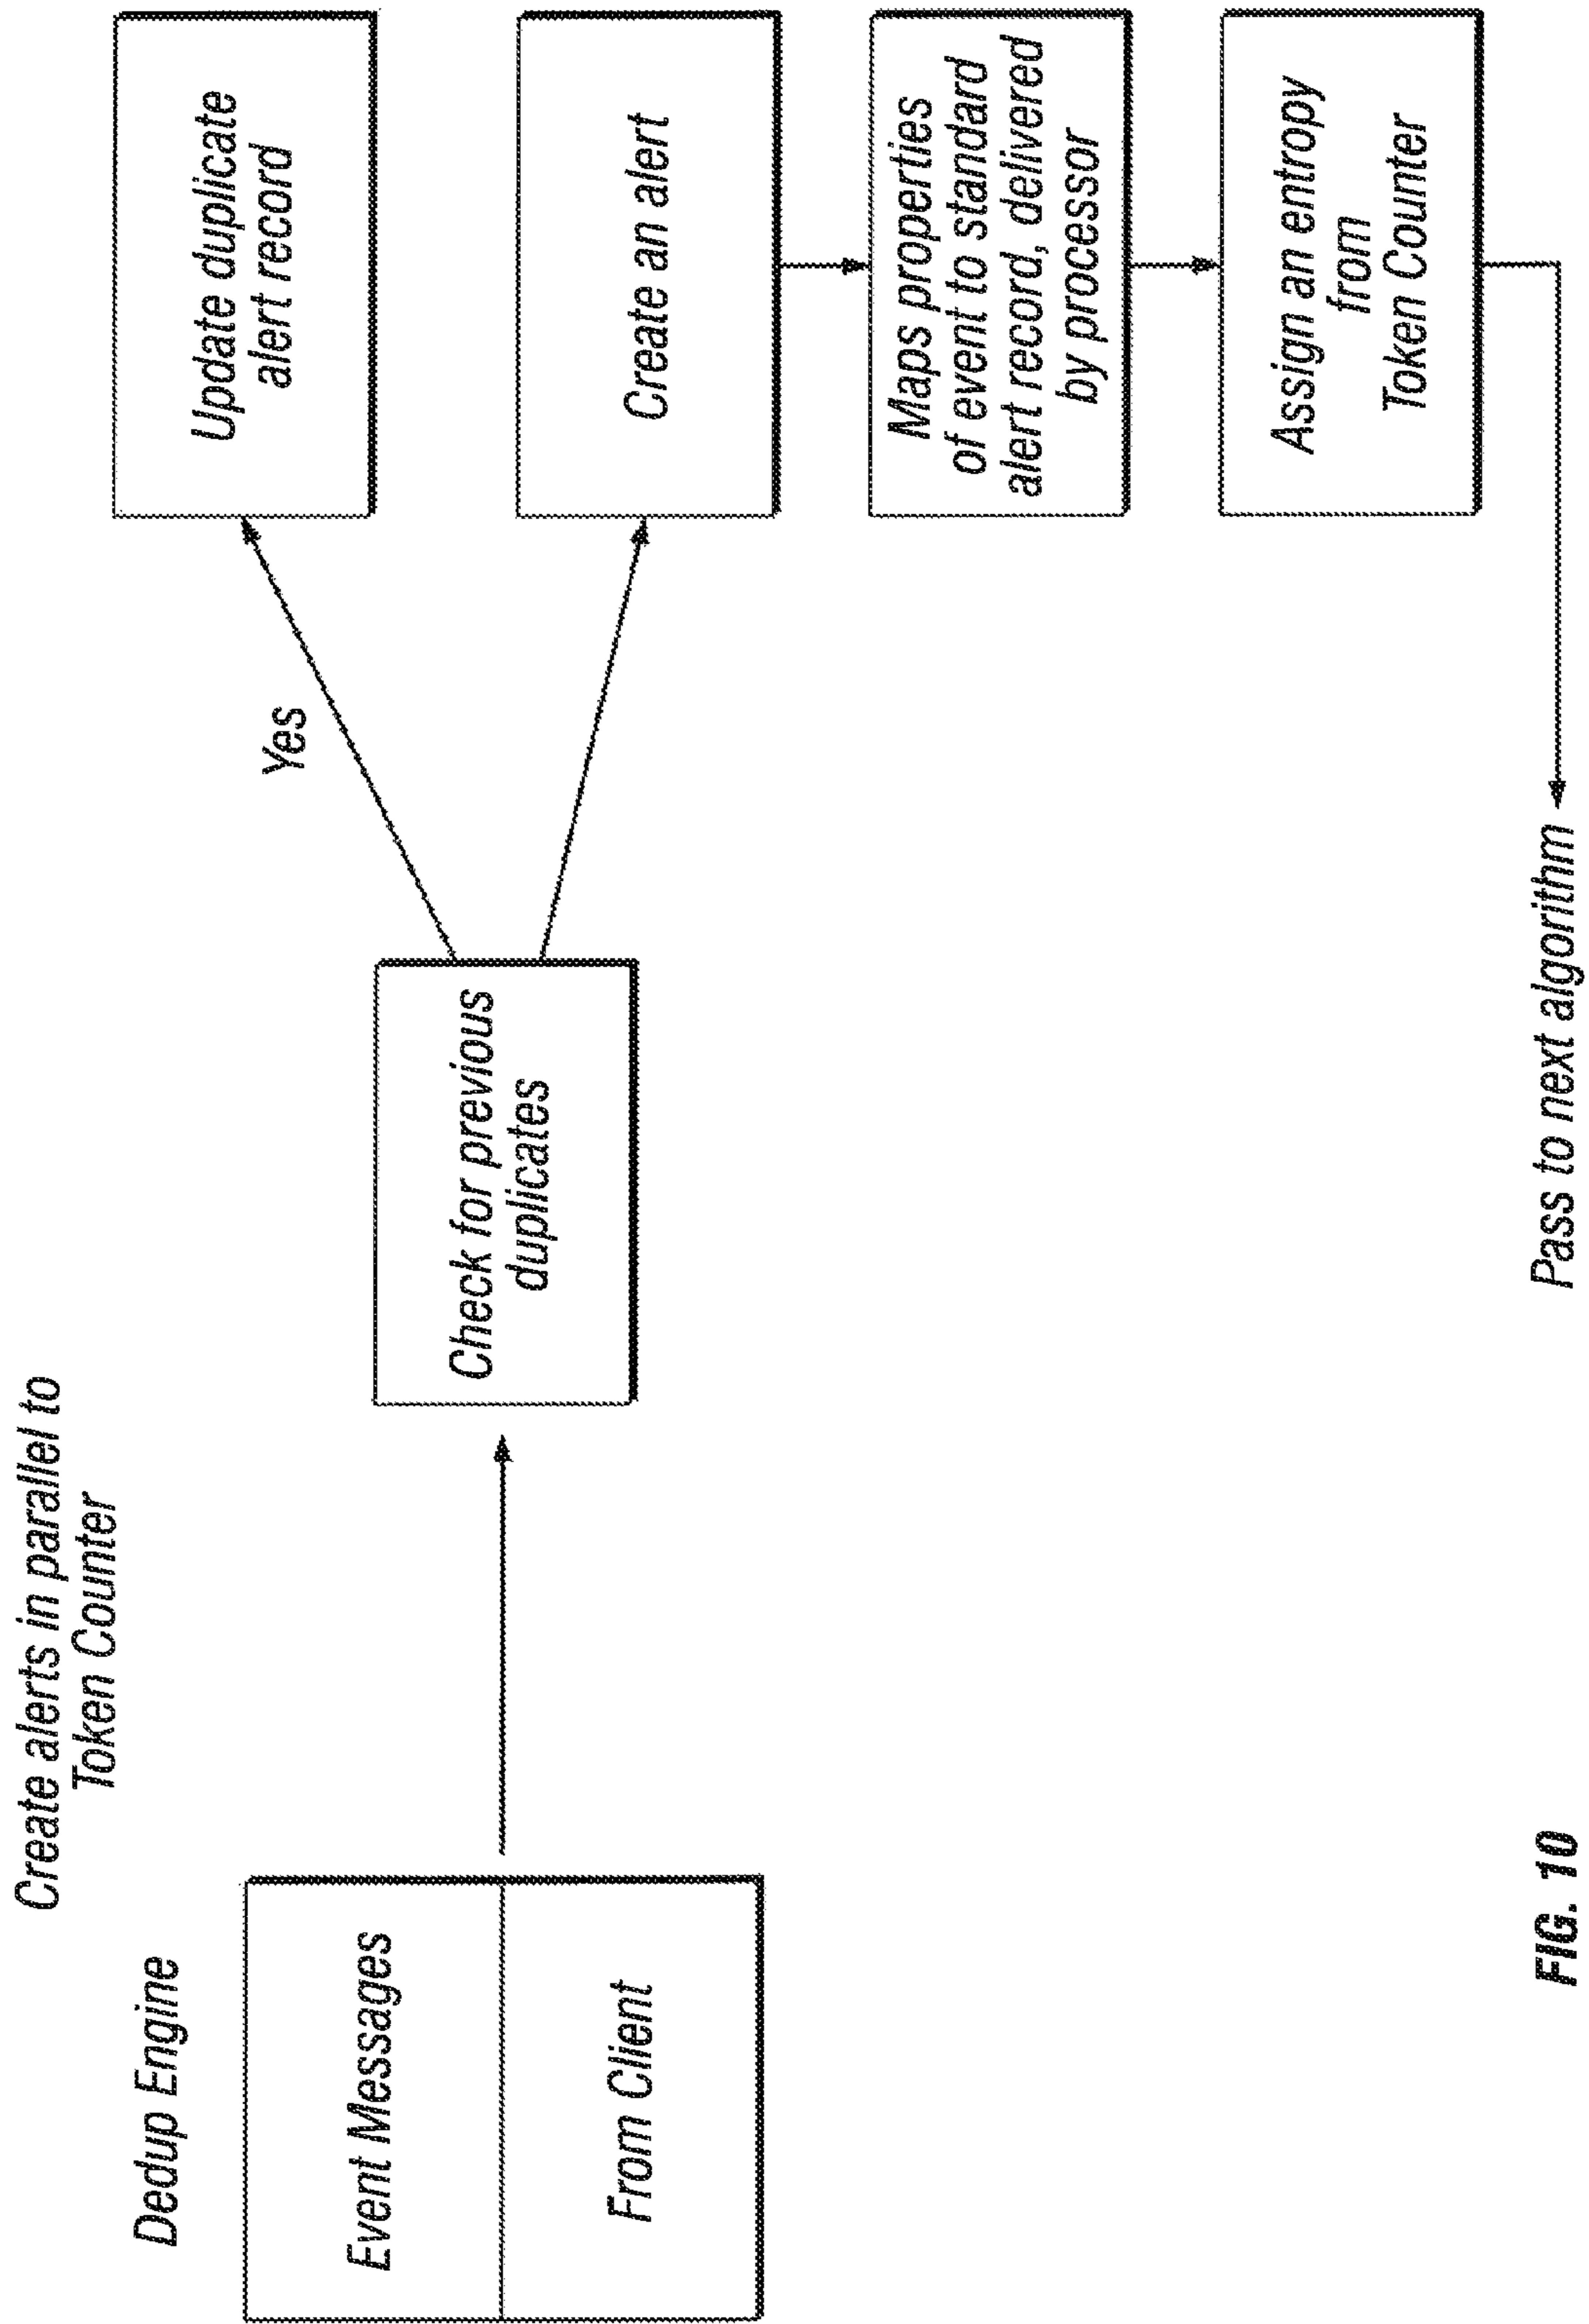 Create alerts in parallel to
Token Counter
Dedup Engine
Event Messages
From Client
Check for previous
duplicates
Yes
Update duplicate
alert record
Create an alert
Maps properties
of event to standard
alert record, delivered
by processor
Assign an entropy
from
Token Counter
Pass to next algorithm
FIG. 10